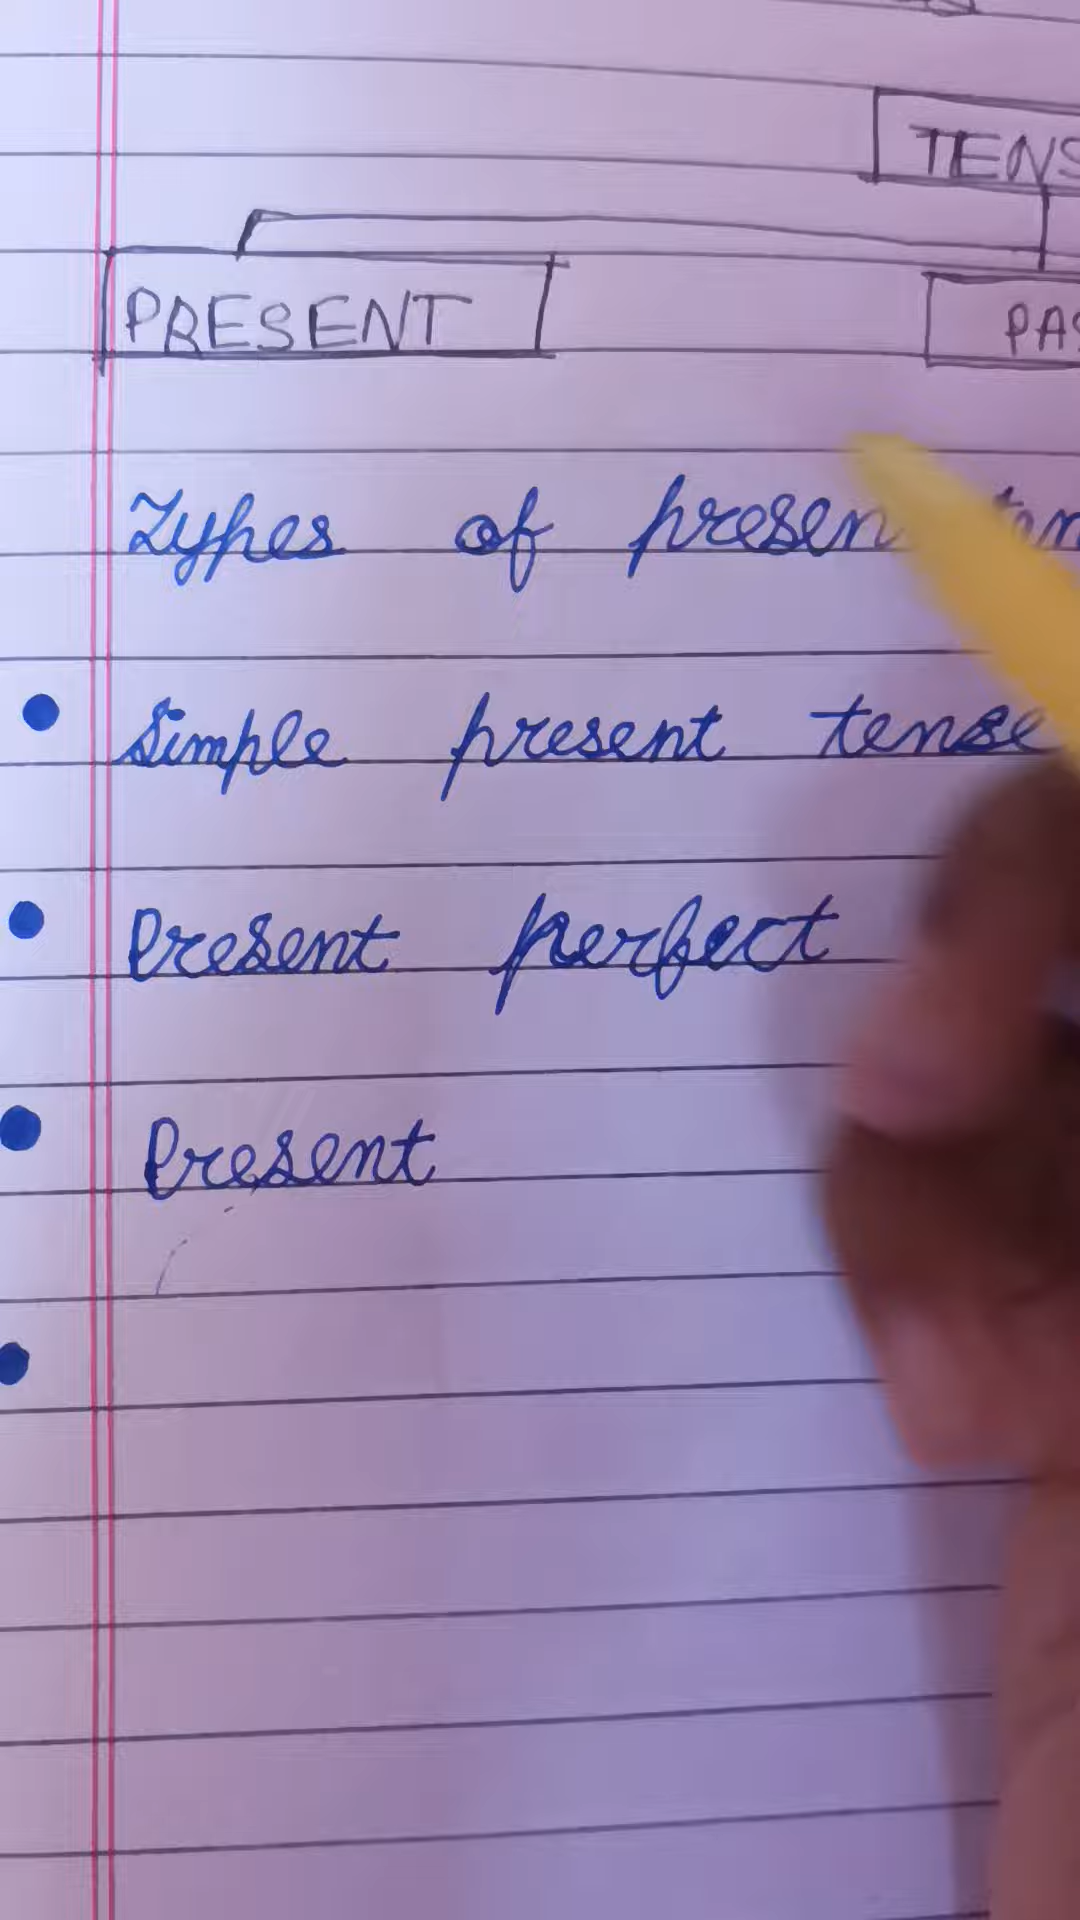 TENS
PRESENT
PAS
Types of presen
Simple present tense
Present perfect
Present